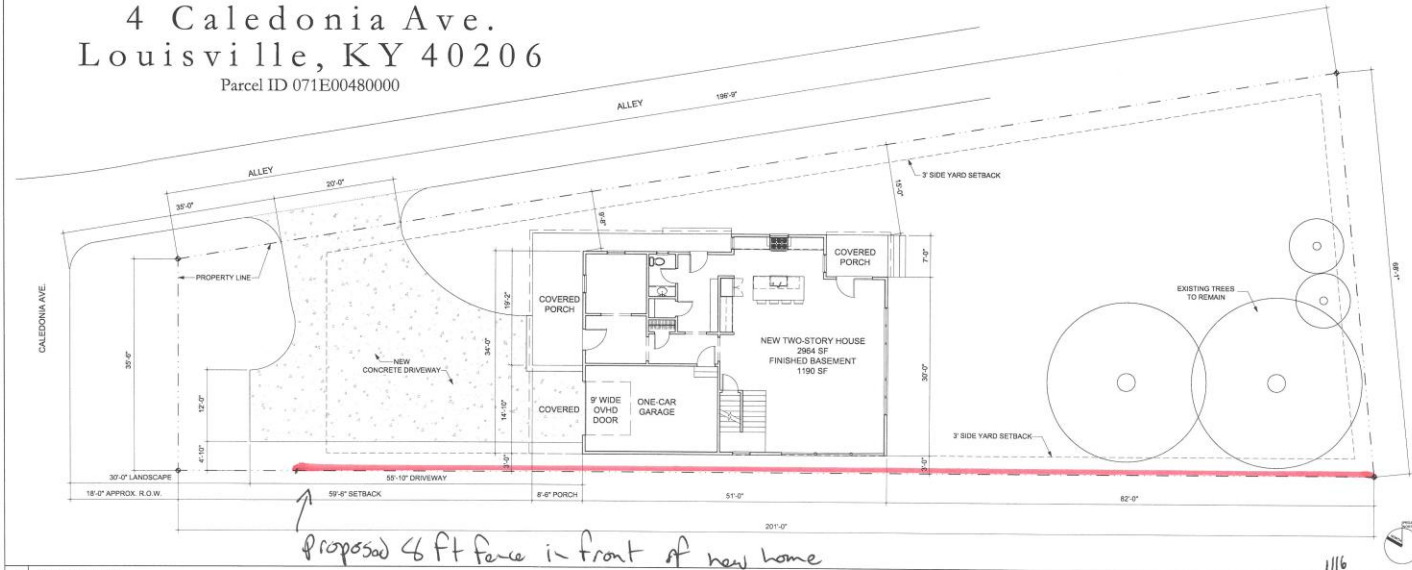 4 Caledonia Ave.
Louisville, KY 40206
Parcel ID 071E00480000
ALLEY
196'-9"
ALLEY
20'-0"
35'-0"
3' SIDE YARD SETBACK
15'-0"
PROPERTY LINE
CALEDONIA AVE.
COVERED
PORCH
7'-0"
68'-1"
EXISTING TREES
TO REMAIN
19'-2"
COVERED
PORCH
34'-0"
35'-6"
NEW
CONCRETE DRIVEWAY
NEW TWO-STORY HOUSE
2964 SF
FINISHED BASEMENT
1190 SF
30'-0"
12'-0"
14'-10"
COVERED
9' WIDE
OVHD
DOOR
ONE-CAR
GARAGE
3' SIDE YARD SETBACK
4'-10"
3'-0"
3'-0"
30'-0" LANDSCAPE
55'-10" DRIVEWAY
18'-0" APPROX. R.O.W.
59'-6" SETBACK
8'-6" PORCH
51'-0"
82'-0"
201'-0"
ft fence in front of new home